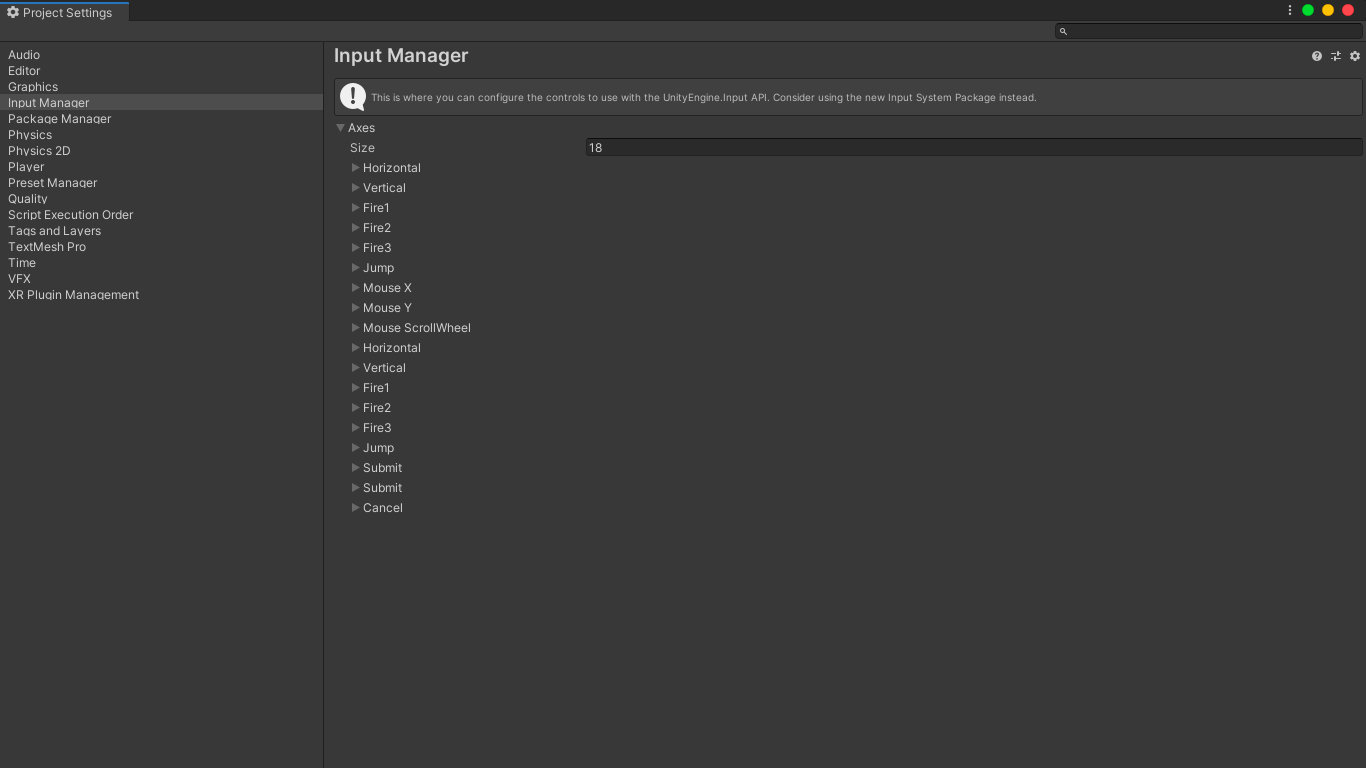 Project Settings
Audio
Editor
Graphics
Input Manager
Package Manager
Physics
Physics 2D
Player
Preset Manager
Quality
Script Execution Order
Tags and Layers
TextMesh Pro
Time
VFX
XR Plugin Management
Input Manager
This is where you can configure the controls to use with the UnityEngine.Input API. Consider using the new Input System Package instead.
Axes
Size 18
Horizontal
Vertical
Fire1
Fire2
Fire3
Jump
Mouse X
Mouse Y
Mouse ScrollWheel
Horizontal
Vertical
Fire1
Fire2
Fire3
Jump
Submit
Submit
Cancel